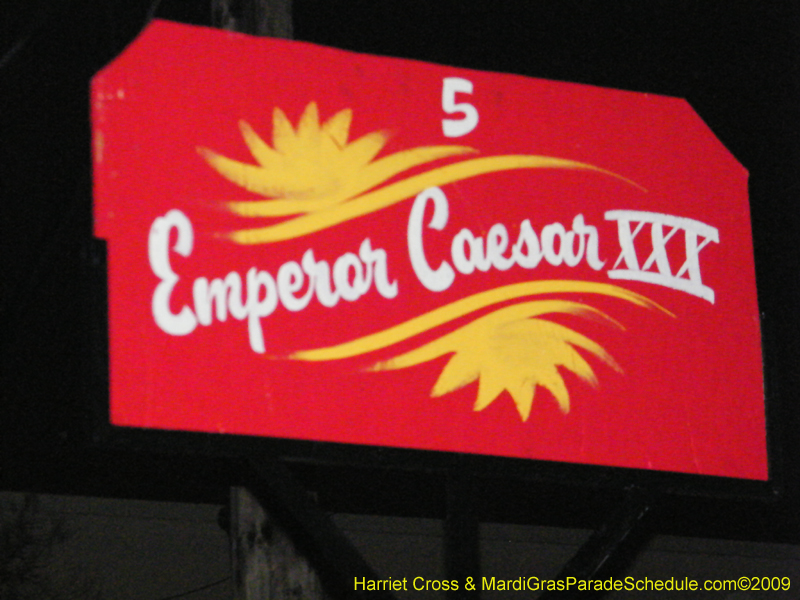 5
Emperor Caesar XXX
Harriet Cross & MardiGrasParadeSchedule.com©2009